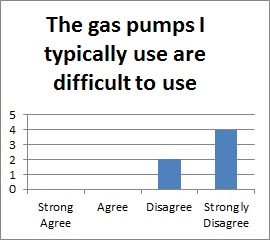 The gas pumps I
typically use are
difficult to use
5
4
3
2
1
0
Strong Agree
Agree
Disagree
Strongly Disagree